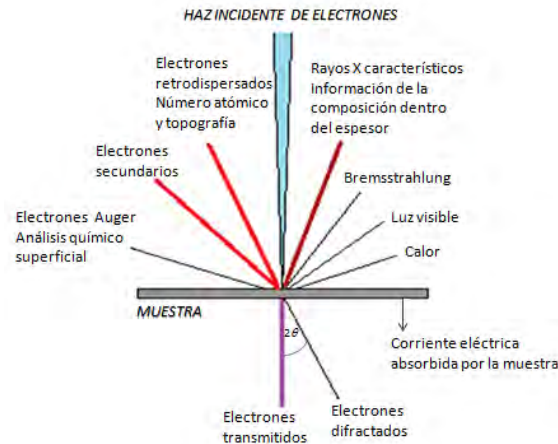 HAZ INCIDENTE DE ELECTRONES
Electrones
retrodispersados
Número atómico
y topografía
Rayos X característicos
Información de la
composición dentro
del espesor
Electrones
secundarios
Bremsstrahlung
Electrones Auger
Análisis químico
superficial
Luz visible
Calor
MUESTRA
2θ
Corriente eléctrica
absorbida por la muestra
Electrones
transmitidos
Electrones
difractados